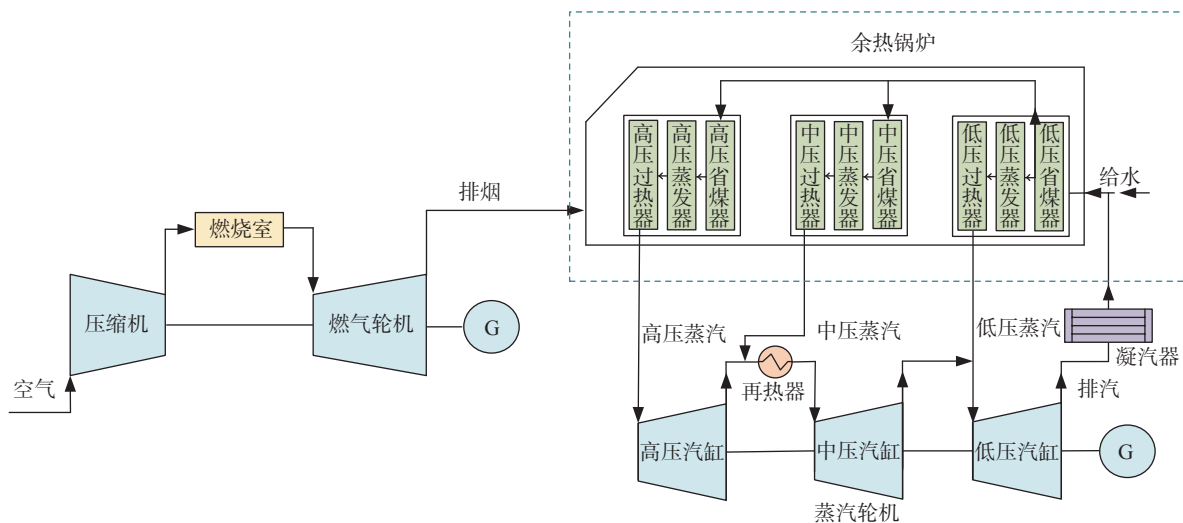 余热锅炉
高压过热器
高压蒸发器
高压省煤器
中压过热器
中压蒸发器
中压省煤器
低压过热器
低压蒸发器
低压省煤器
给水
排烟
燃烧室
压缩机
燃气轮机
G
空气
高压蒸汽
中压蒸汽
低压蒸汽
凝汽器
再热器
排汽
高压汽缸
中压汽缸
低压汽缸
G
蒸汽轮机